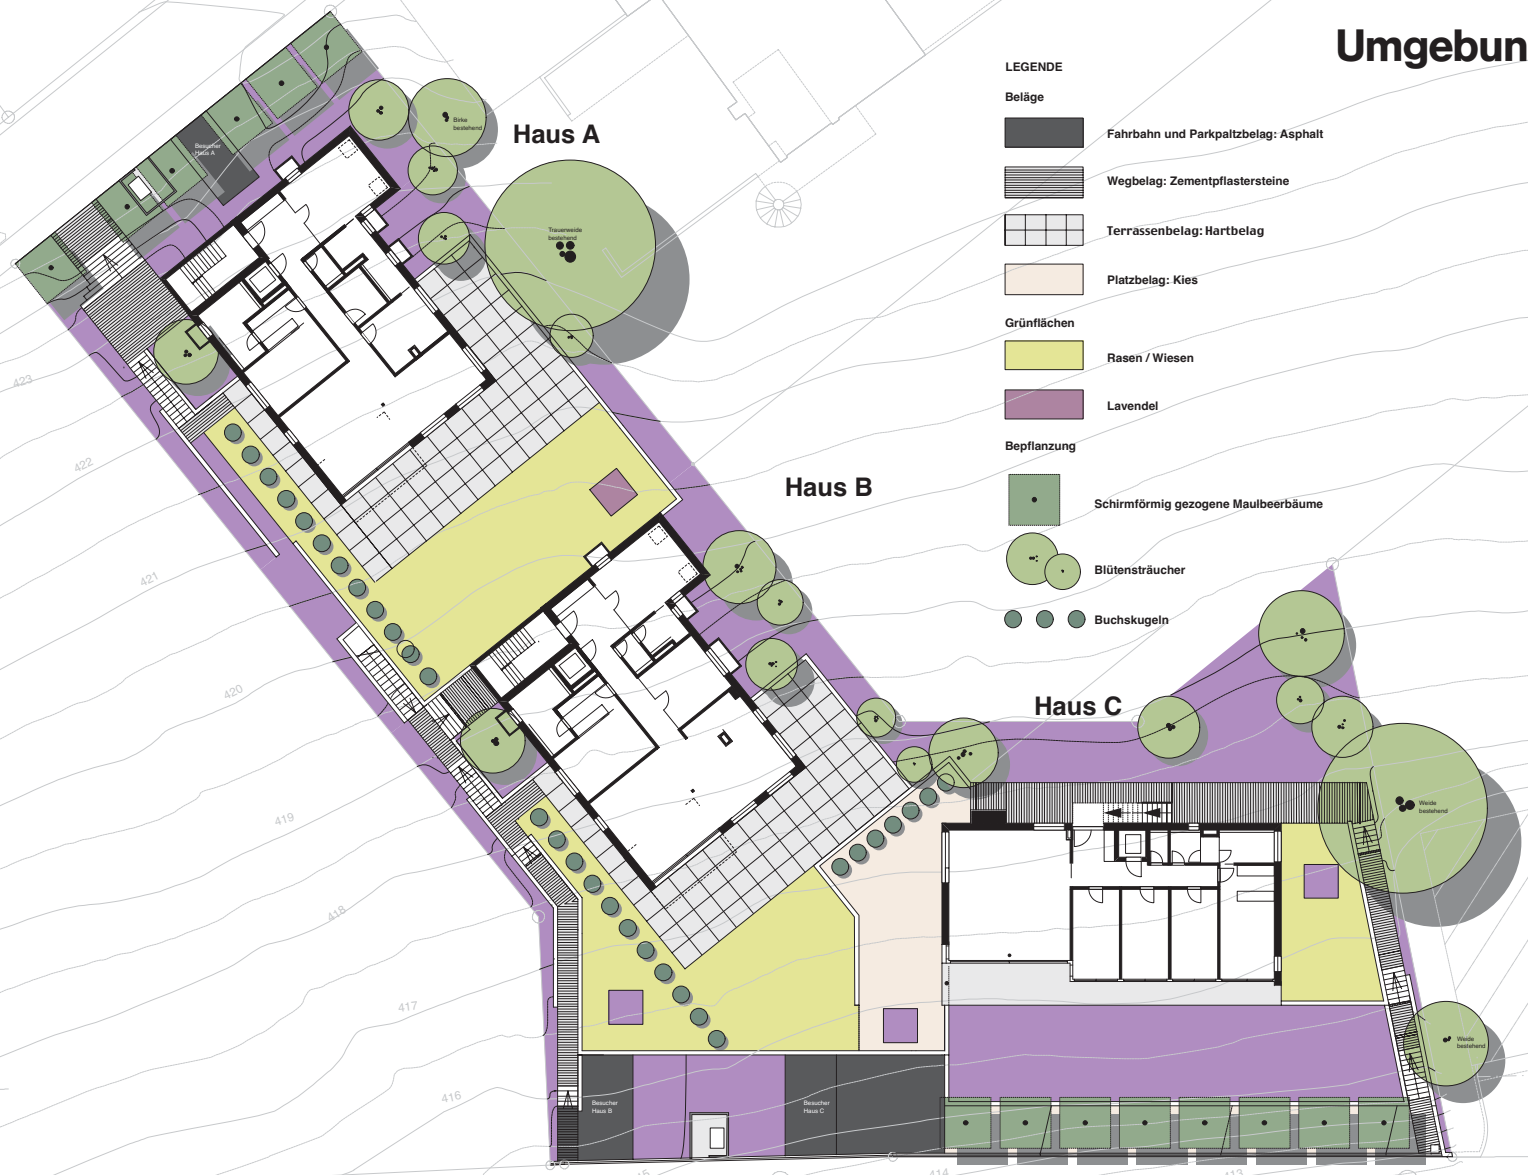 Umgebun
LEGENDE
Beläge
Fahrbahn und Parkpaltzbelag: Asphalt
Wegbelag: Zementpflastersteine
Terrassenbelag: Hartbelag
Platzbelag: Kies
Grünflächen
Rasen / Wiesen
Lavendel
Bepflanzung
Schirmförmig gezogene Maulbeerbäume
Blütensträucher
Buchskugeln
Haus A
Birke
bestehend
Besucher
Haus A
Trauerweide
bestehend
Haus B
Haus C
Weide
bestehend
Weide
bestehend
Besucher
Haus B
Besucher
Haus C
423
422
421
420
419
418
417
416
414
413